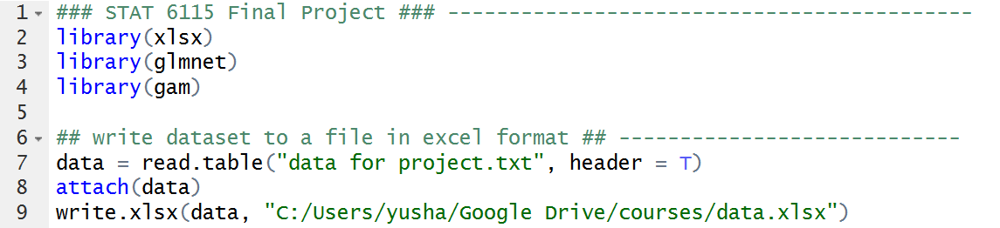 1 ### STAT 6115 Final Project ### -------------------------------------------
2 library(xlsx)
3 library(glmnet)
4 library(gam)
5
6 ## write dataset to a file in excel format ## ----------------------------
7 data = read.table("data for project.txt", header = T)
8 attach(data)
9 write.xlsx(data, "C:/Users/yusha/Google Drive/courses/data.xlsx")